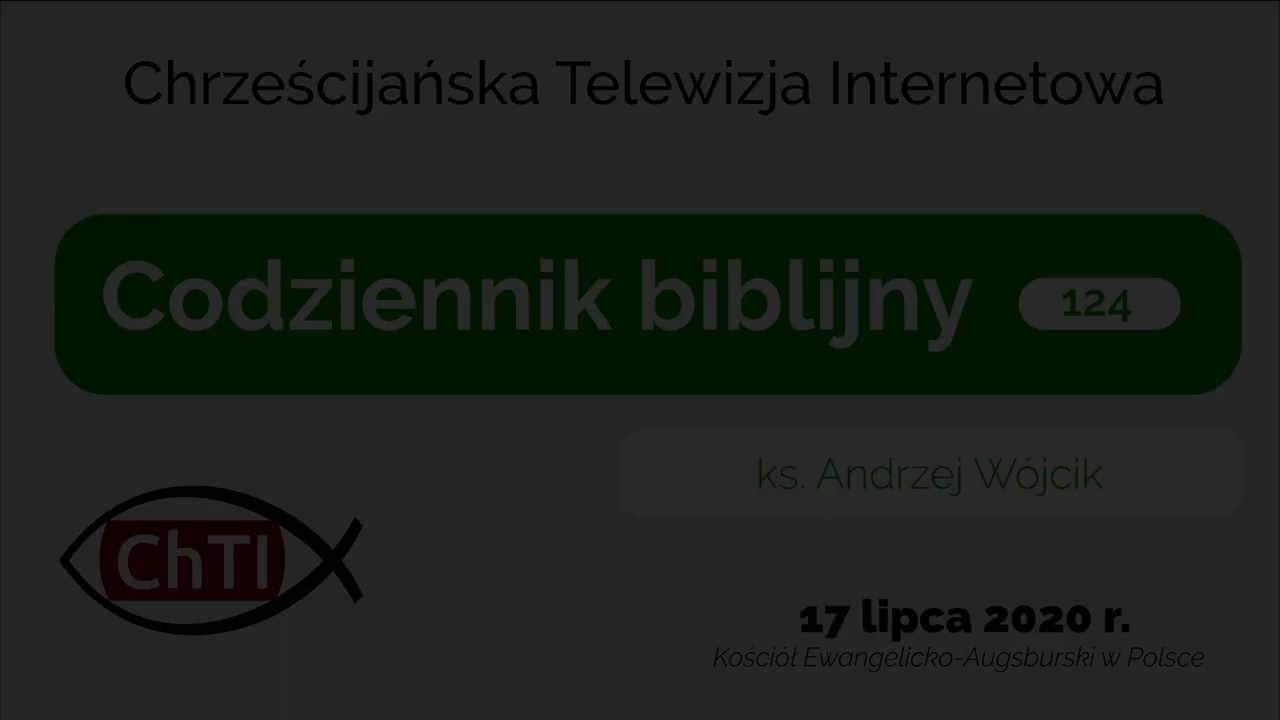 Chrześcijańska Telewizja Internetowa
Codziennik biblijny 124
ks. Andrzej Wójcik
ChTI
17 lipca 2020 r.
Kościół Ewangelicko-Augsburski w Polsce